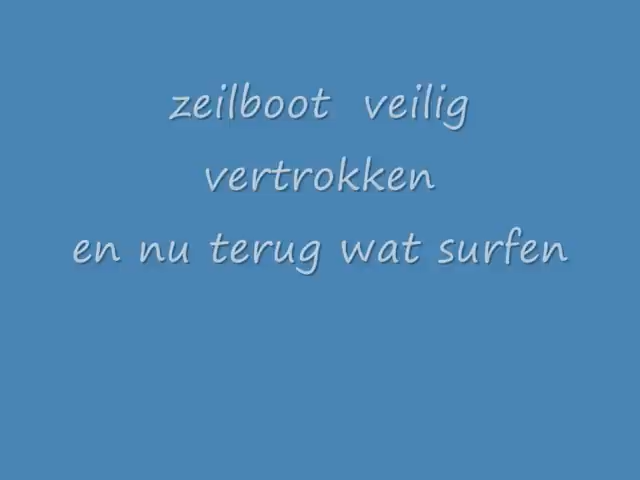 zeilboot veilig
vertrokken
en nu terug wat surfen